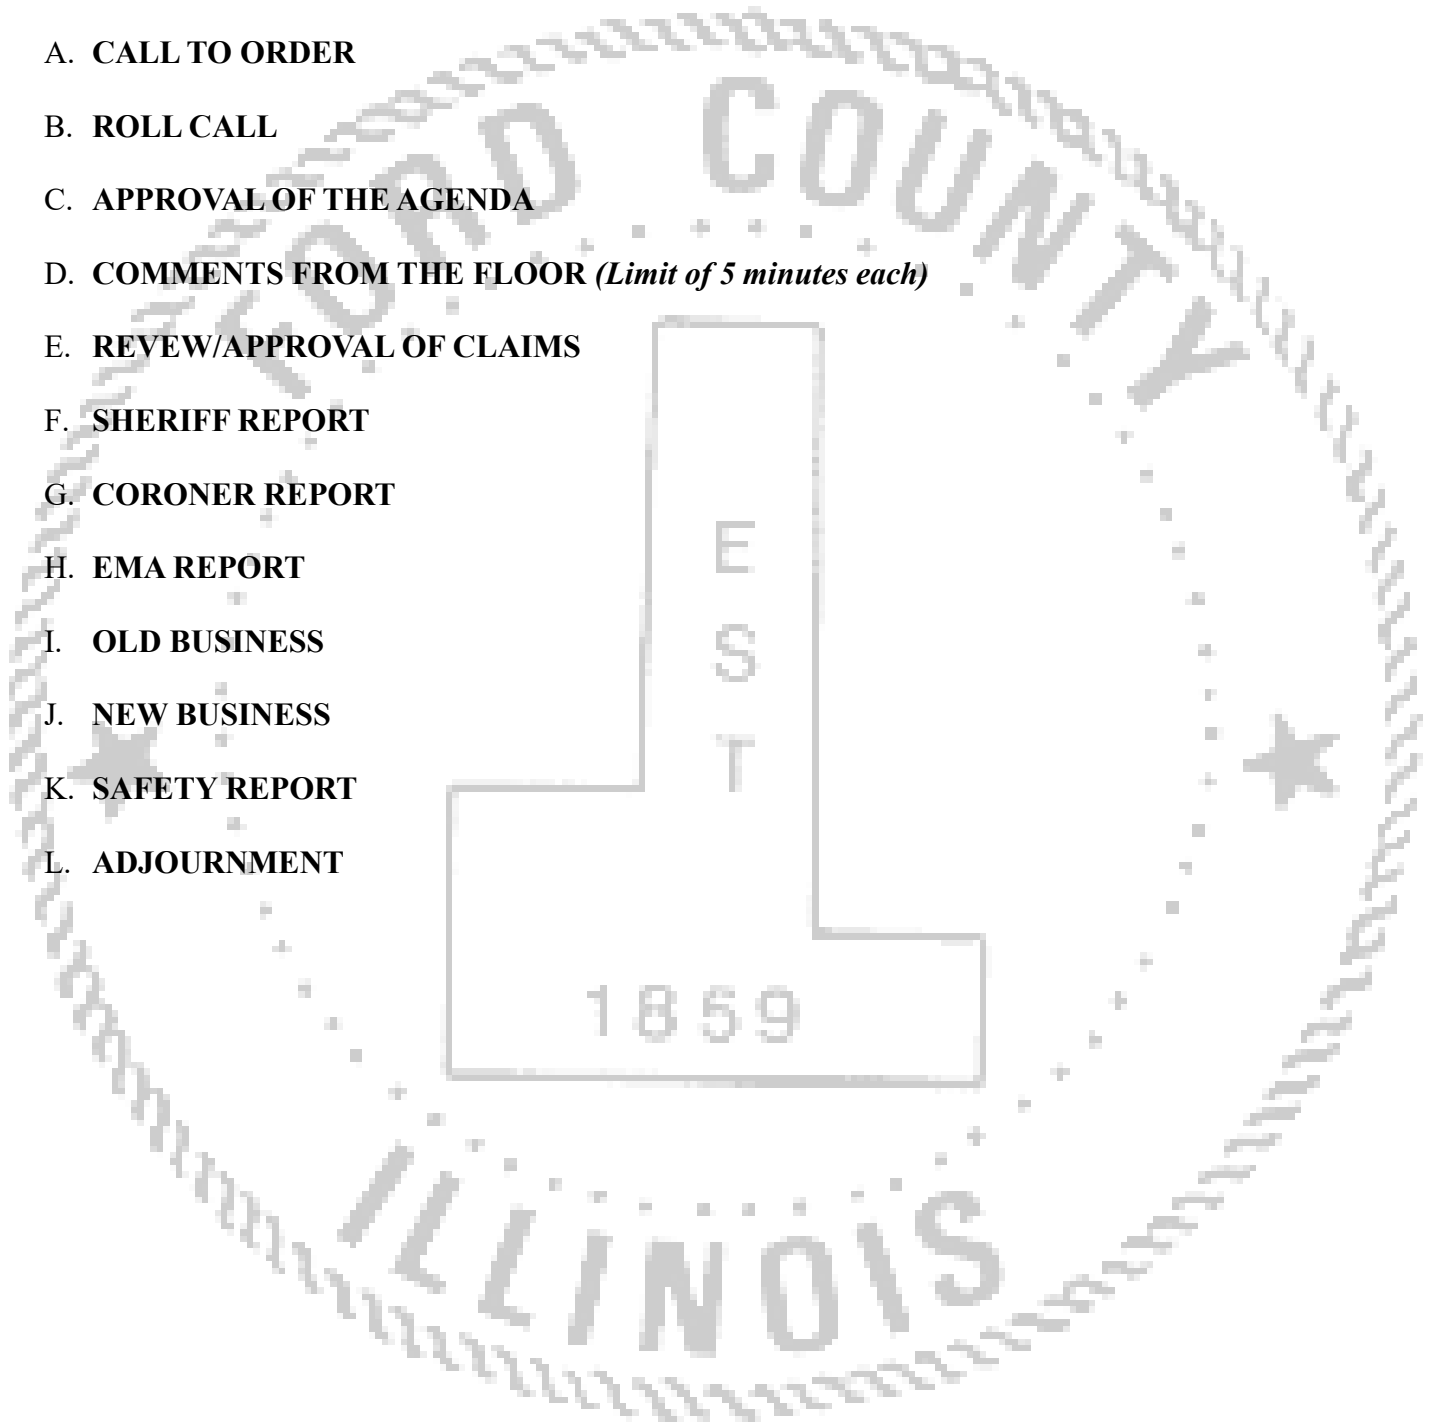 A. CALL TO ORDER
B. ROLL CALL
C. APPROVAL OF THE AGENDA
D. COMMENTS FROM THE FLOOR (Limit of 5 minutes each)
E. REVEW/APPROVAL OF CLAIMS
F. SHERIFF REPORT
G. CORONER REPORT
H. EMA REPORT
I. OLD BUSINESS
J. NEW BUSINESS
K. SAFETY REPORT
L. ADJOURNMENT
FORD COUNTY
E
S
T
1859
ILLINOIS